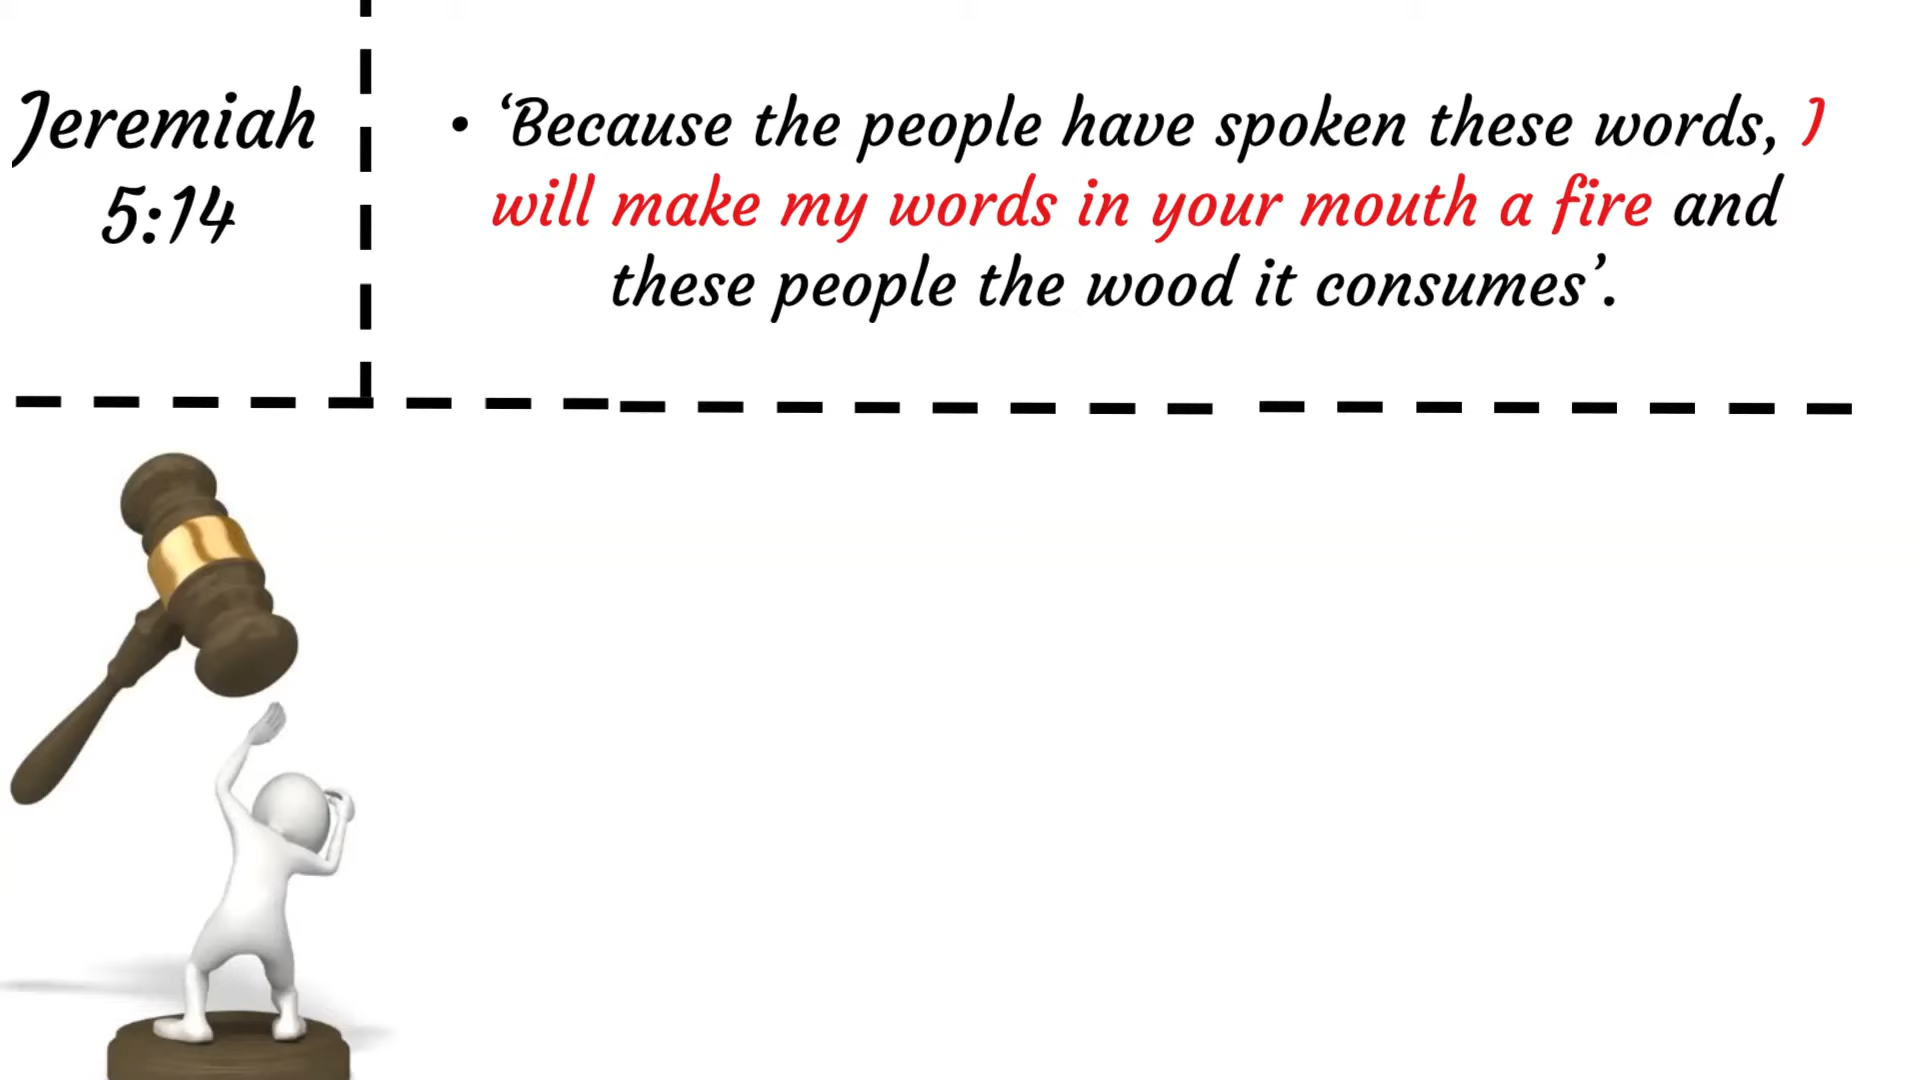 Jeremiah
5:14
• ‘Because the people have spoken these words, I
will make my words in your mouth a fire and
these people the wood it consumes’.